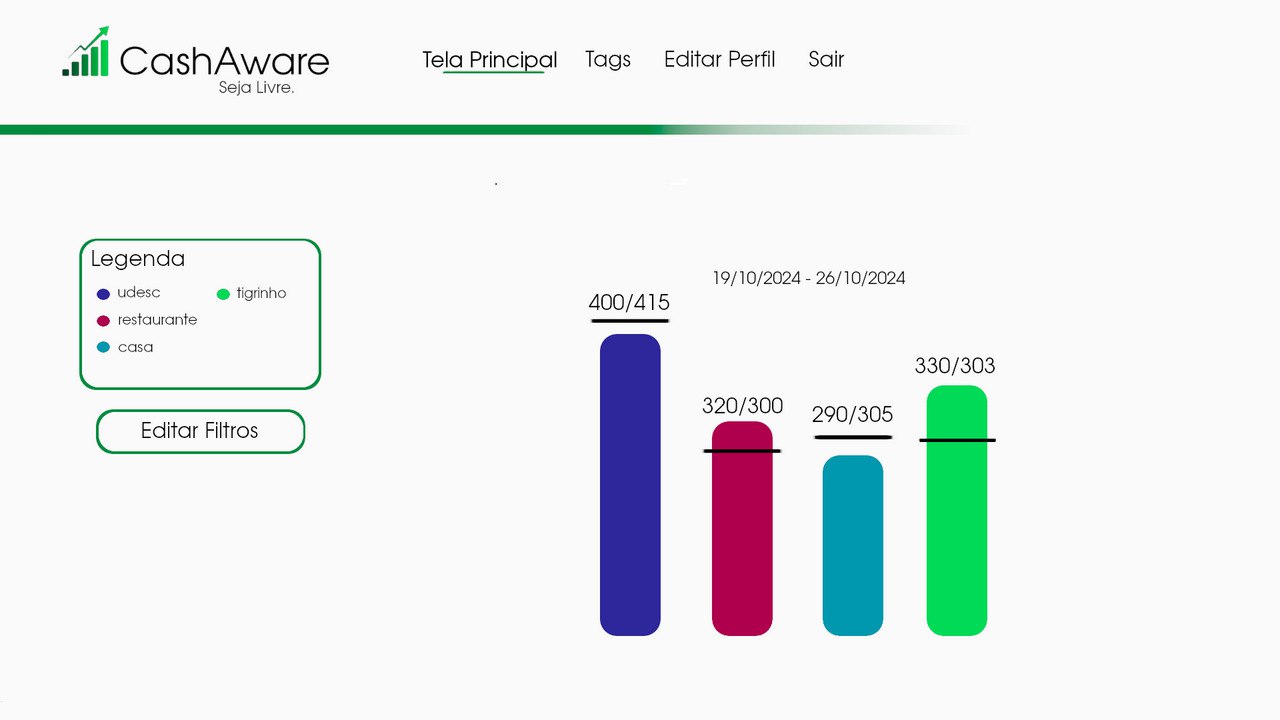 CashAware
Seja Livre.
Tela Principal Tags Editar Perfil Sair
Legenda
udesc tigrinho
restaurante
casa
Editar Filtros
19/10/2024 - 26/10/2024
400/415
320/300
290/305
330/303